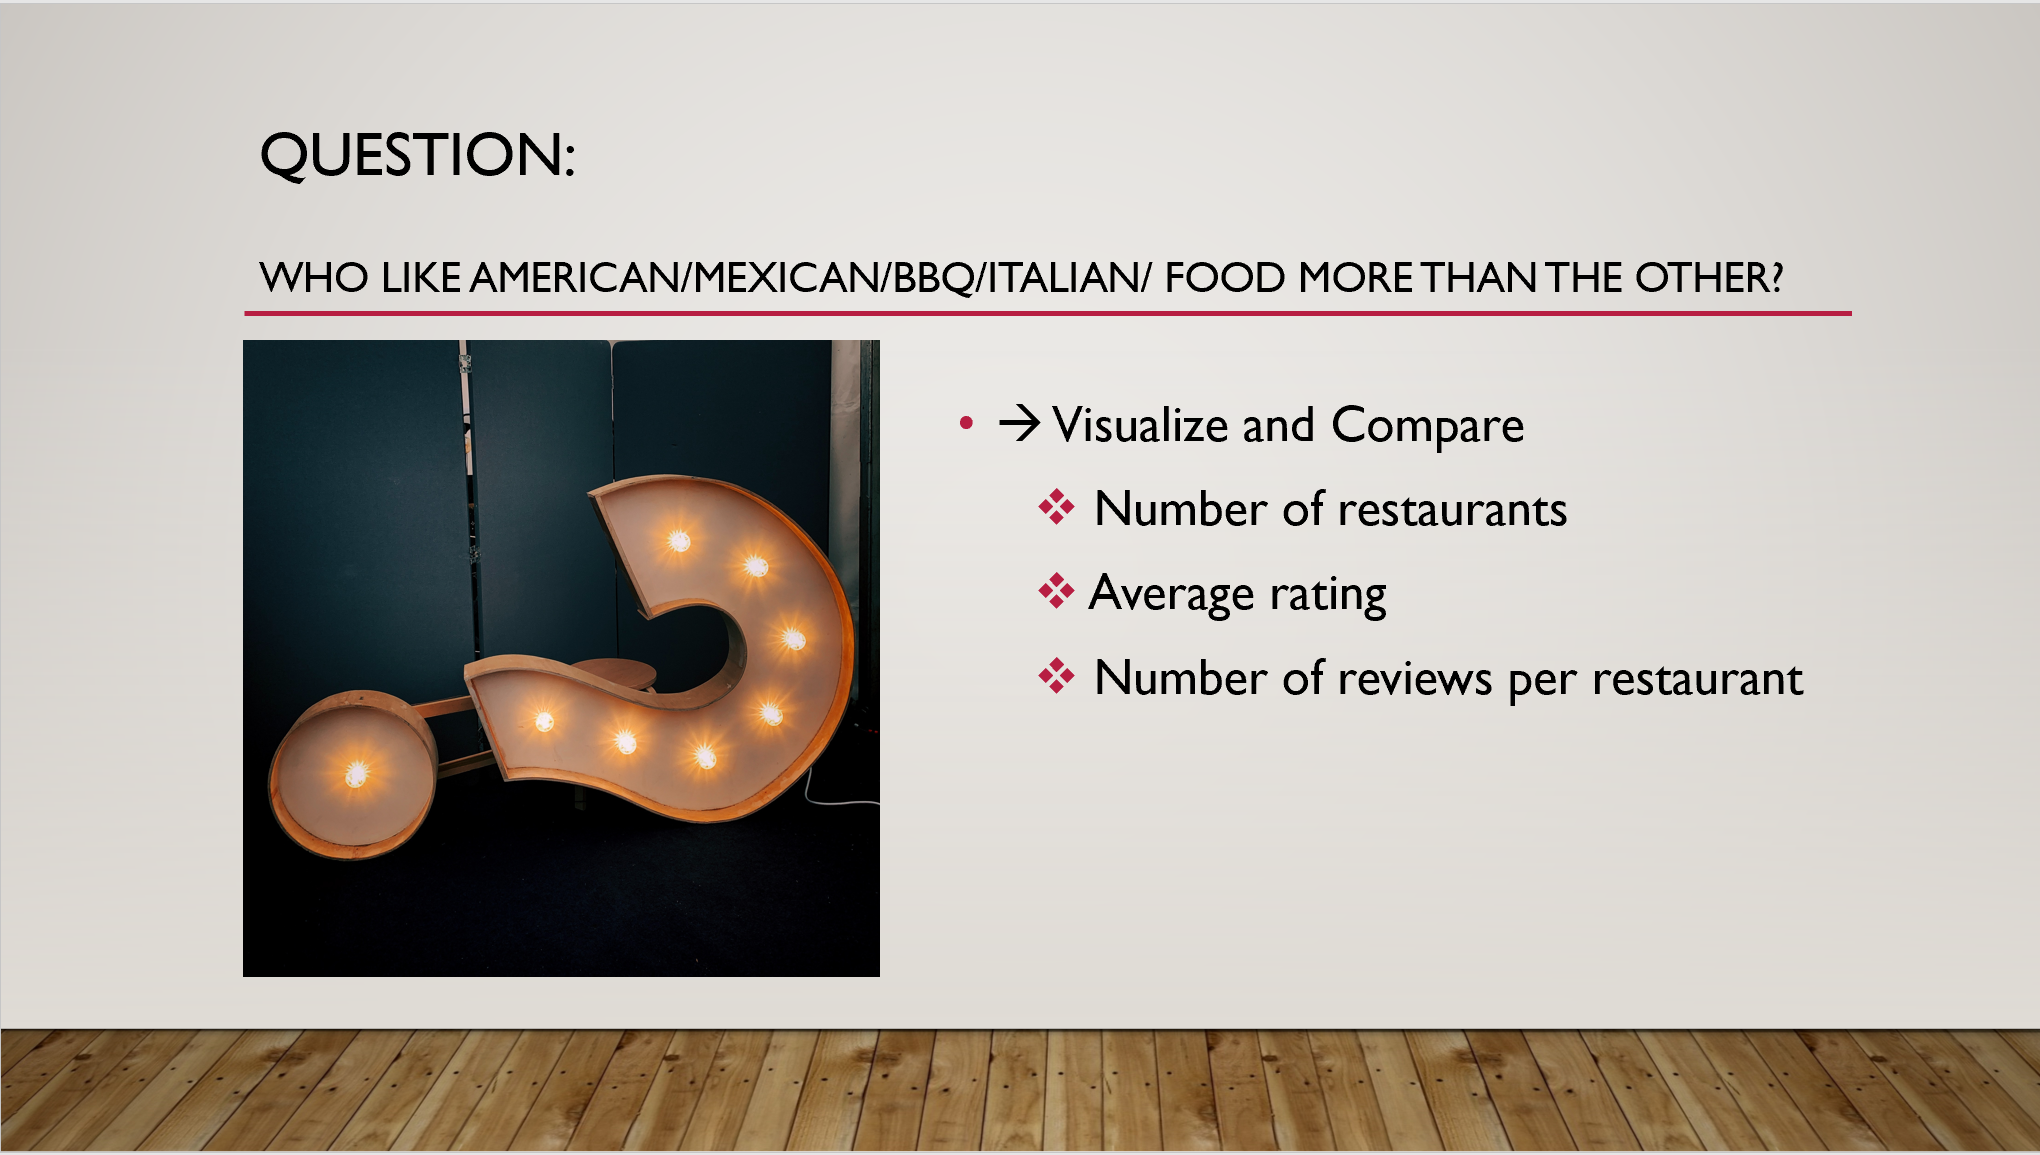 QUESTION:
WHO LIKE AMERICAN/MEXICAN/BBQ/ITALIAN/ FOOD MORE THAN THE OTHER?
• → Visualize and Compare
❖ Number of restaurants
❖ Average rating
❖ Number of reviews per restaurant